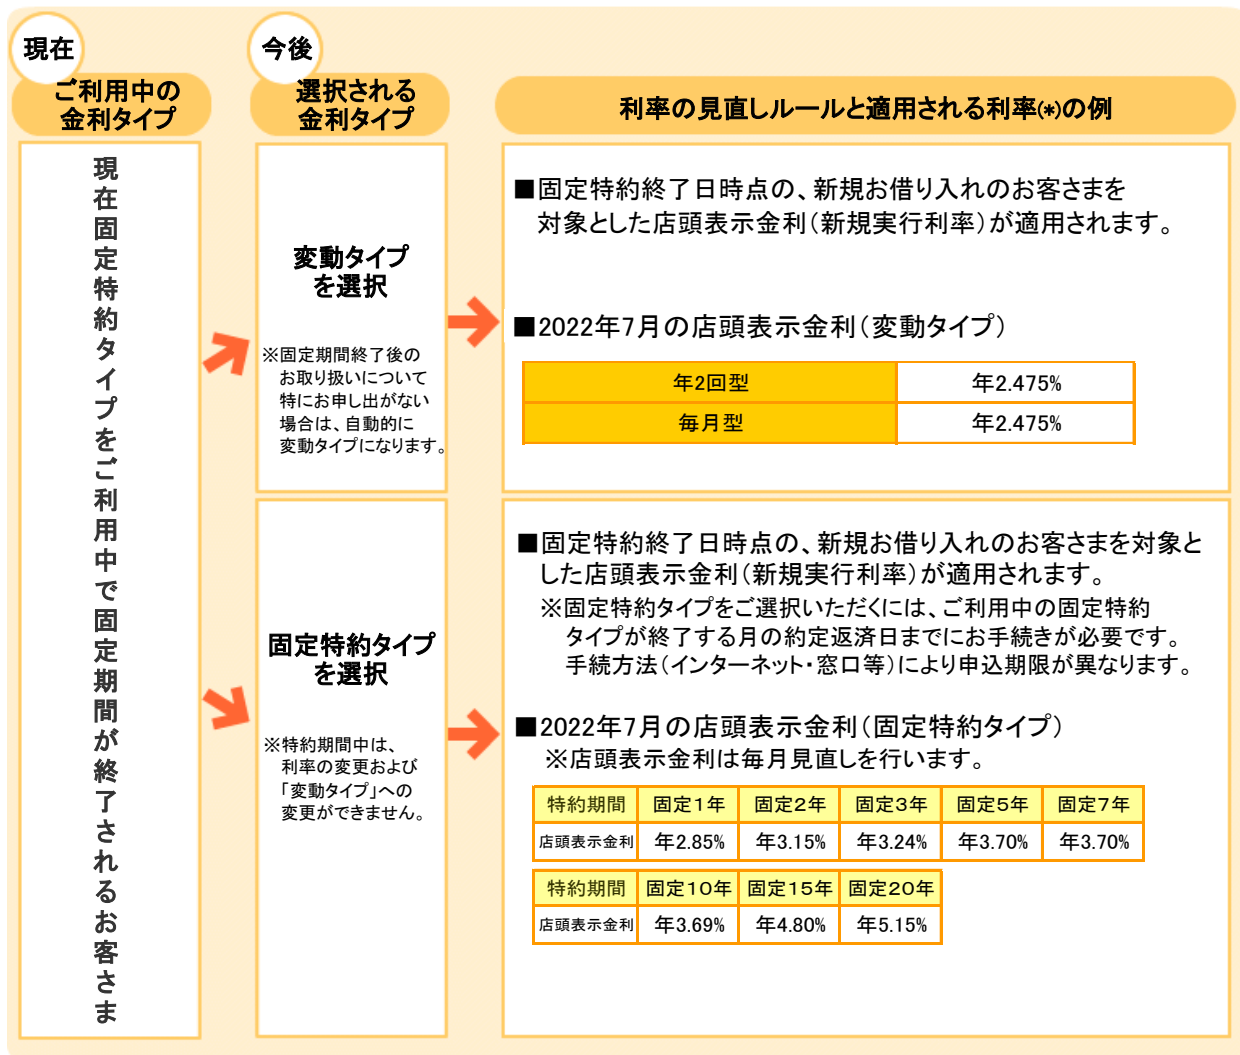 現在
ご利用中の
金利タイプ
今後
選択される
金利タイプ
利率の見直しルールと適用される利率(*)の例
現在固定特約タイプをご利用中で固定期間が終了されるお客さま
変動タイプ
を選択
※固定期間終了後の
お取り扱いについて
特にお申し出がない
場合は、自動的に
変動タイプになります。
■固定特約終了日時点の、新規お借り入れのお客さまを
対象とした店頭表示金利（新規実行利率）が適用されます。
■2022年7月の店頭表示金利（変動タイプ）
年2回型 年2.475%
毎月型 年2.475%
固定特約タイプ
を選択
※特約期間中は、
利率の変更および
「変動タイプ」への
変更ができません。
■固定特約終了日時点の、新規お借り入れのお客さまを対象と
した店頭表示金利（新規実行利率）が適用されます。
※固定特約タイプをご選択いただくには、ご利用中の固定特約
タイプが終了する月の約定返済日までにお手続きが必要です。
手続方法（インターネット・窓口等）により申込期限が異なります。
■2022年7月の店頭表示金利（固定特約タイプ）
※店頭表示金利は毎月見直しを行います。
特約期間 固定1年 固定2年 固定3年 固定5年 固定7年
店頭表示金利 年2.85% 年3.15% 年3.24% 年3.70% 年3.70%
特約期間 固定10年 固定15年 固定20年
店頭表示金利 年3.69% 年4.80% 年5.15%